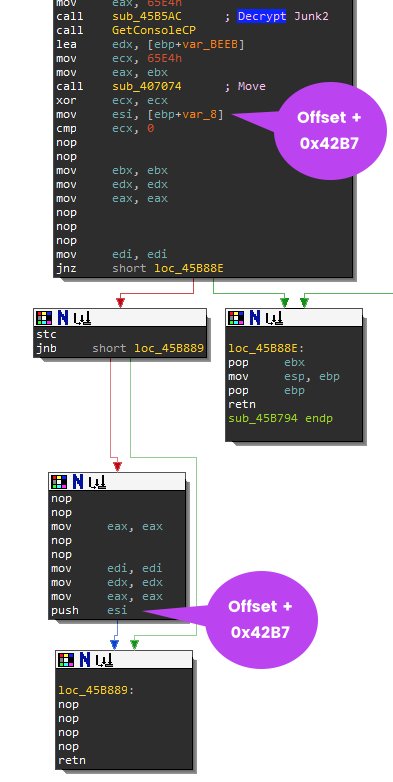 mov eax, 65E4h
call sub_45B5AC ; Decrypt Junk2
call GetConsoleCP
lea edx, [ebp+var_BEEB]
mov ecx, 65E4h
mov eax, ebx
call sub_407074 ; Move
xor ecx, ecx
mov esi, [ebp+var_8]
cmp ecx, 0
nop
nop
mov ebx, ebx
mov edx, edx
mov eax, eax
nop
nop
nop
mov edi, edi
jnz short loc_45B88E
Offset +
0x42B7
stc
jnb short loc_45B889
loc_45B88E:
pop ebx
mov esp, ebp
pop ebp
retn
sub_45B794 endp
nop
nop
mov eax, eax
nop
nop
mov edi, edi
mov edx, edx
mov eax, eax
push esi
Offset +
0x42B7
loc_45B889:
nop
nop
nop
nop
retn